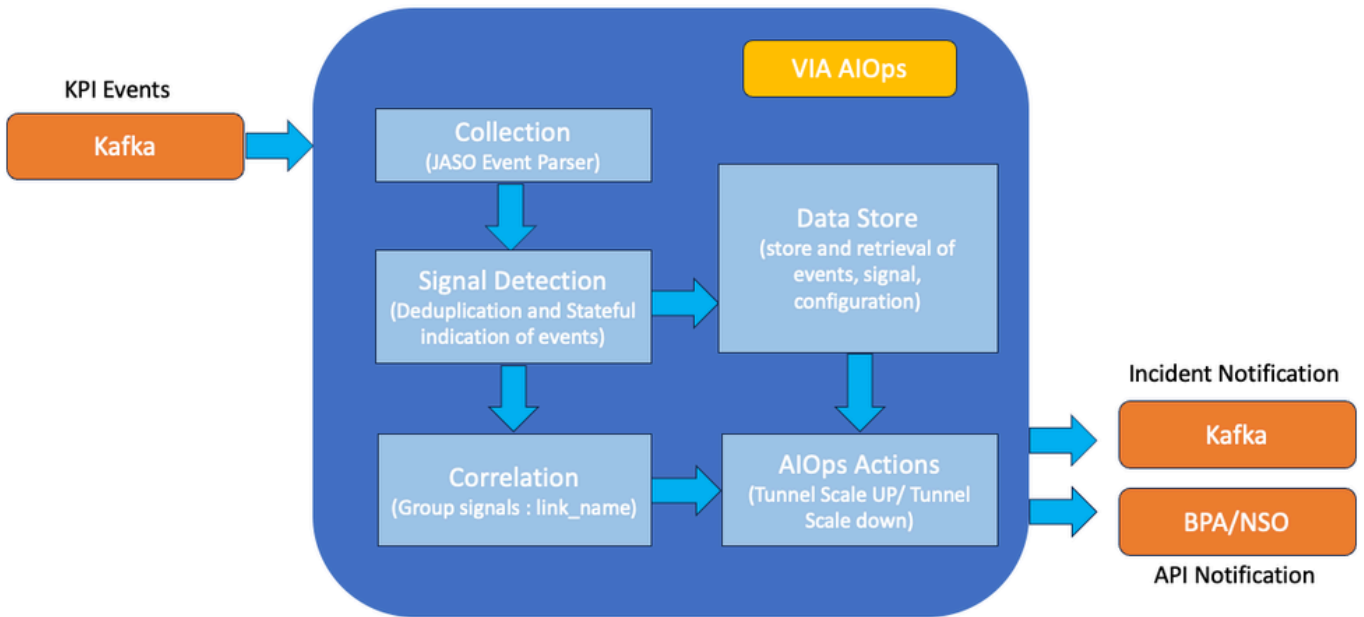 KPI Events
Kafka
VIA AIOps
Collection
(JASO Event Parser)
Signal Detection
(Deduplication and Stateful
indication of events)
Data Store
(store and retrieval of
events, signal,
configuration)
Correlation
(Group signals : link_name)
AIOps Actions
(Tunnel Scale UP/ Tunnel
Scale down)
Incident Notification
Kafka
BPA/NSO
API Notification